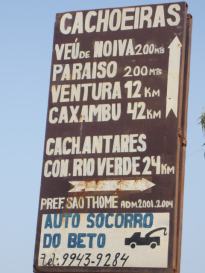 CACHOEIRAS
VEÚ DE NOIVA 200 MTS
PARAISO 200 MTS
VENTURA 12 KM
CAXAMBU 42 KM
CACH. ANTARES
CON. RIO VERDE 24 KM
PREF. SÃO THOMÉ ADM. 2001.2004
AUTO SOCORRO
DO BETO
Tel: 9943-9284